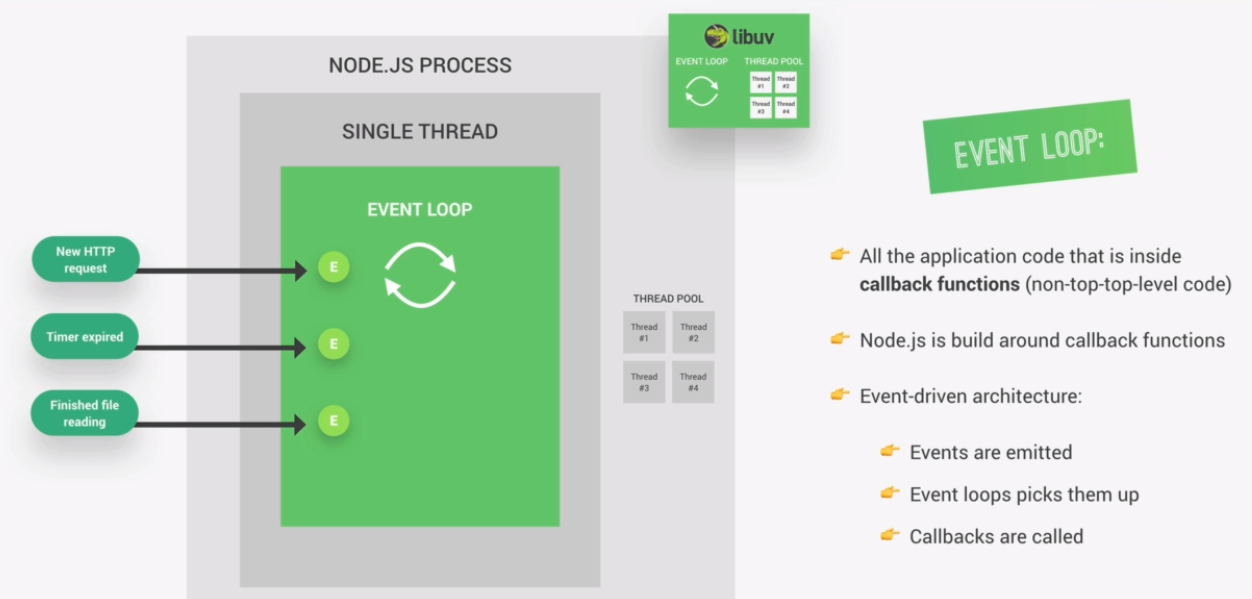 libuv
EVENT LOOP
THREAD POOL
Thread
#1
Thread
#2
Thread
#3
Thread
#4
NODE.JS PROCESS
SINGLE THREAD
EVENT LOOP
New HTTP
request
E
Timer expired
E
Finished file
reading
E
THREAD POOL
Thread
#1
Thread
#2
Thread
#3
Thread
#4
EVENT LOOP:
All the application code that is inside
callback functions (non-top-top-level code)
Node.js is build around callback functions
Event-driven architecture:
Events are emitted
Event loops picks them up
Callbacks are called